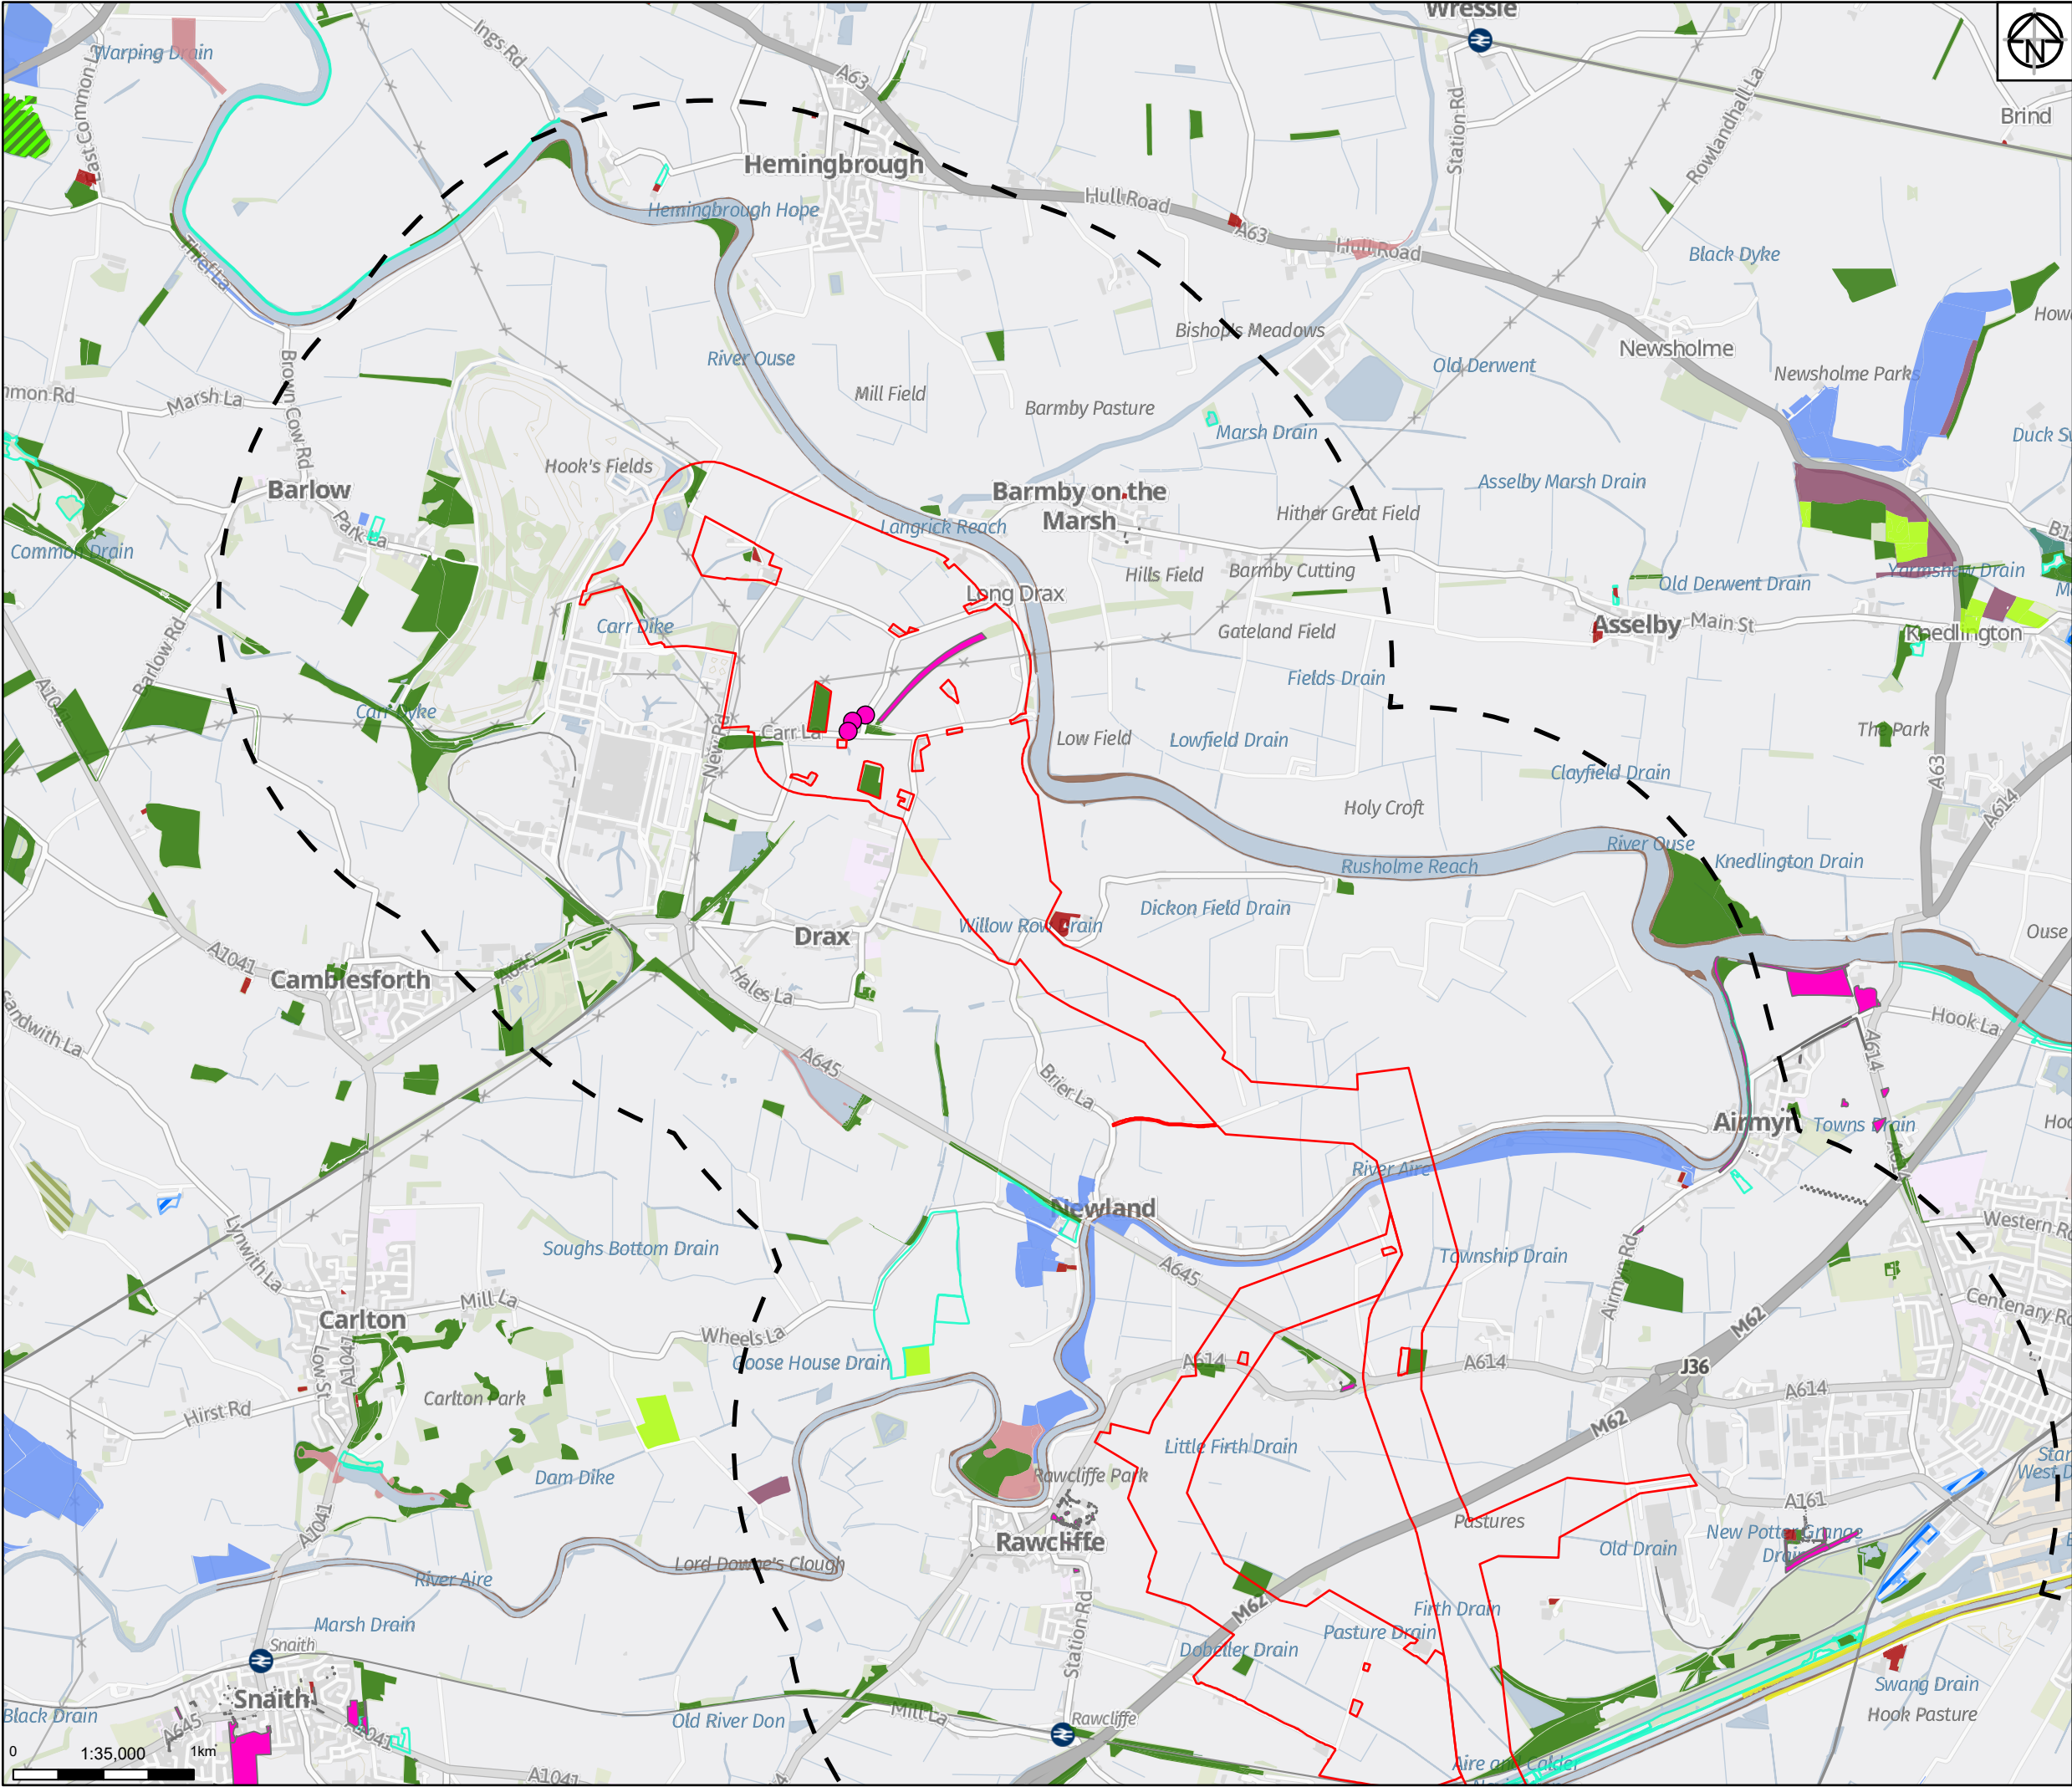 Wressle
Warping Drain
Ings Rd
A63
East Common La
Station Rd
Rowlandhall La
N
Brind
Hemingbrough
Hemingbrough Hope
Hull Road
A63
Hull Road
Black Dyke
Thief La
River Ouse
Bishop's Meadows
Old Derwent
Newsholme
Newsholme Parks
Mill Field
Barmby Pasture
Marsh Drain
Marsh La
Brown Cow Rd
Hook's Fields
Barlow
Park La
Barmby on the
Marsh
Langrick Reach
Hither Great Field
Asselby Marsh Drain
Common Drain
Hills Field
Barmby Cutting
Old Derwent Drain
Yarmshaw Drain
Long Drax
Carr Dike
Gateland Field
Asselby
Main St
Knedlington
Barlow Rd
A1041
Carr Dyke
Fields Drain
New Rd
Carr La
Low Field
Lowfield Drain
The Park
Clayfield Drain
A63
A614
Holy Croft
River Ouse
Knedlington Drain
Rusholme Reach
Dickon Field Drain
Willow Row Drain
Drax
A1041
Camblesforth
A645
Hales La
Hook La
A614
A645
Brier La
Airmyn
Towns Drain
A614
River Aire
Newland
Lynwith La
Soughs Bottom Drain
Township Drain
A645
Airmyn Rd
Western Rd
Centenary Rd
M62
Carlton
Mill La
Wheels La
Goose House Drain
A614
A614
J36
A614
Low St
A1041
Hirst Rd
Carlton Park
M62
Little Firth Drain
Dam Dike
Rawcliffe Park
A161
Pastures
A1041
Rawcliffe
Old Drain
New Potter Grange
Drain
Lord Downe's Clough
River Aire
Marsh Drain
Station Rd
M62
Firth Drain
Pasture Drain
Dobeller Drain
Snaith
Snaith
Black Drain
A645
A1041
Old River Don
Mill La
Rawcliffe
Swang Drain
Hook Pasture
0
1:35,000
1km
A1041
Aire and Calder